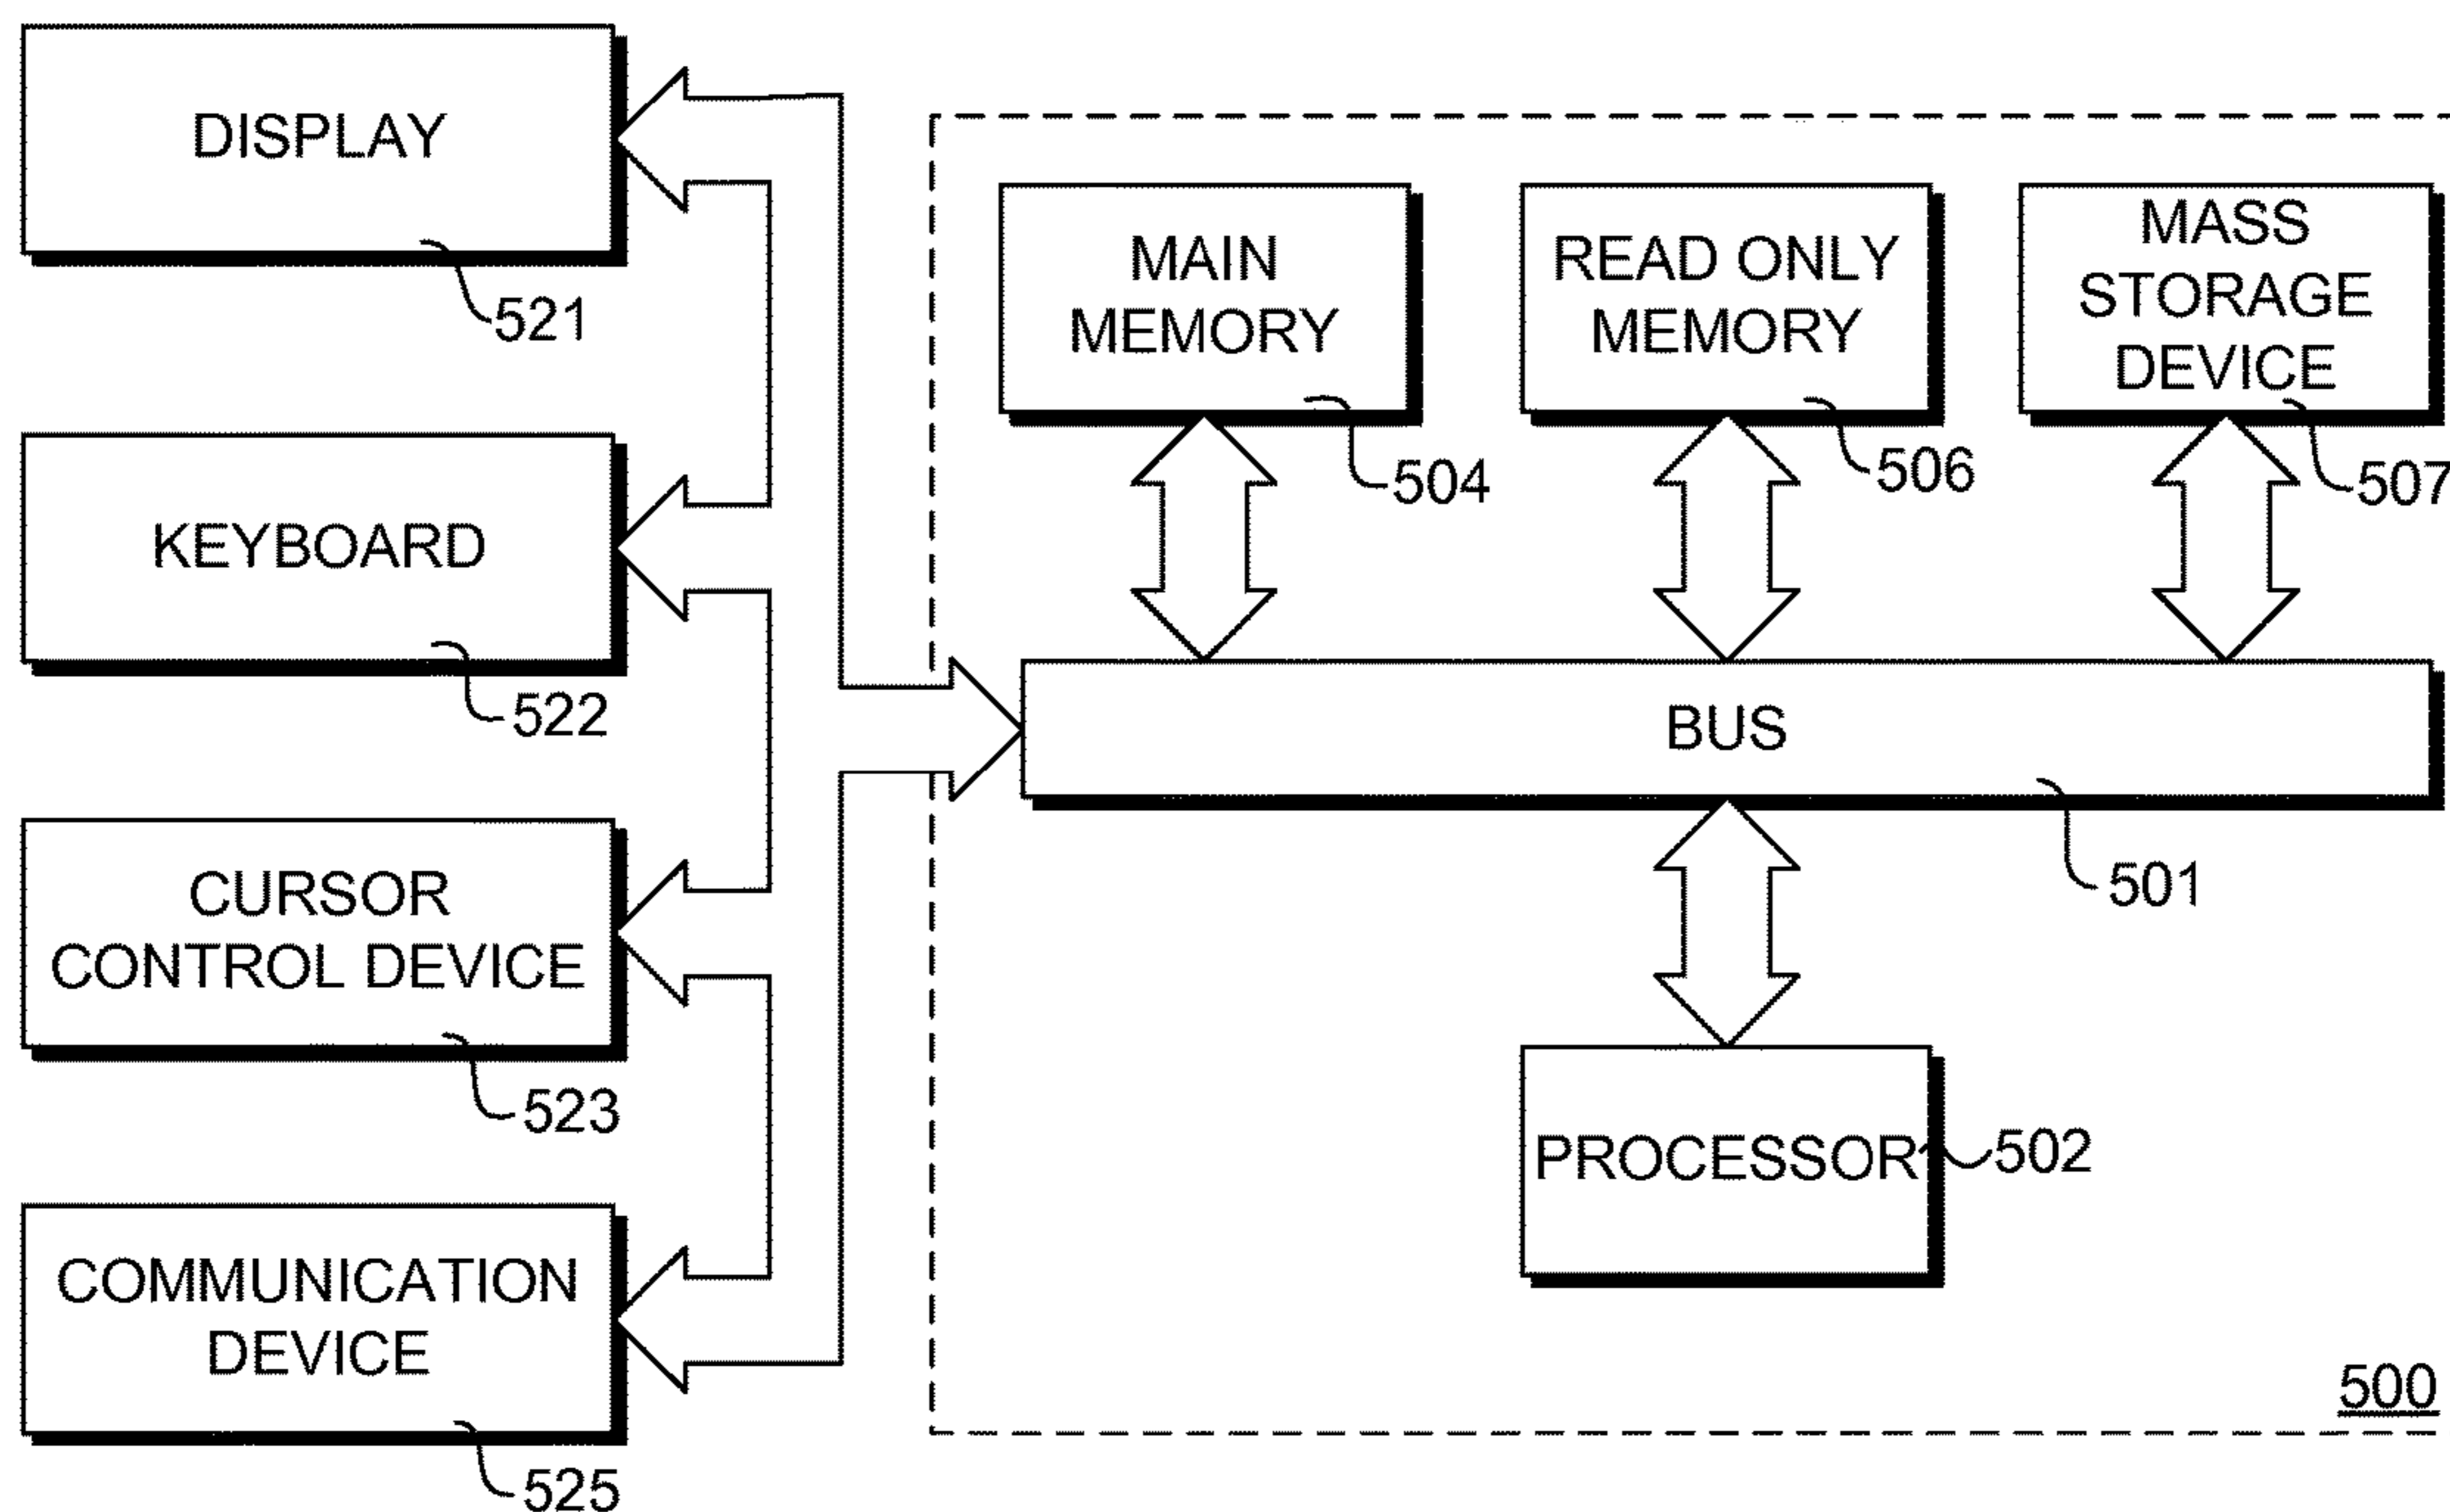 DISPLAY
521
KEYBOARD
522
CURSOR
CONTROL DEVICE
523
COMMUNICATION
DEVICE
525
MAIN
MEMORY
504
READ ONLY
MEMORY
506
MASS
STORAGE
DEVICE
507
BUS
501
PROCESSOR
502
500